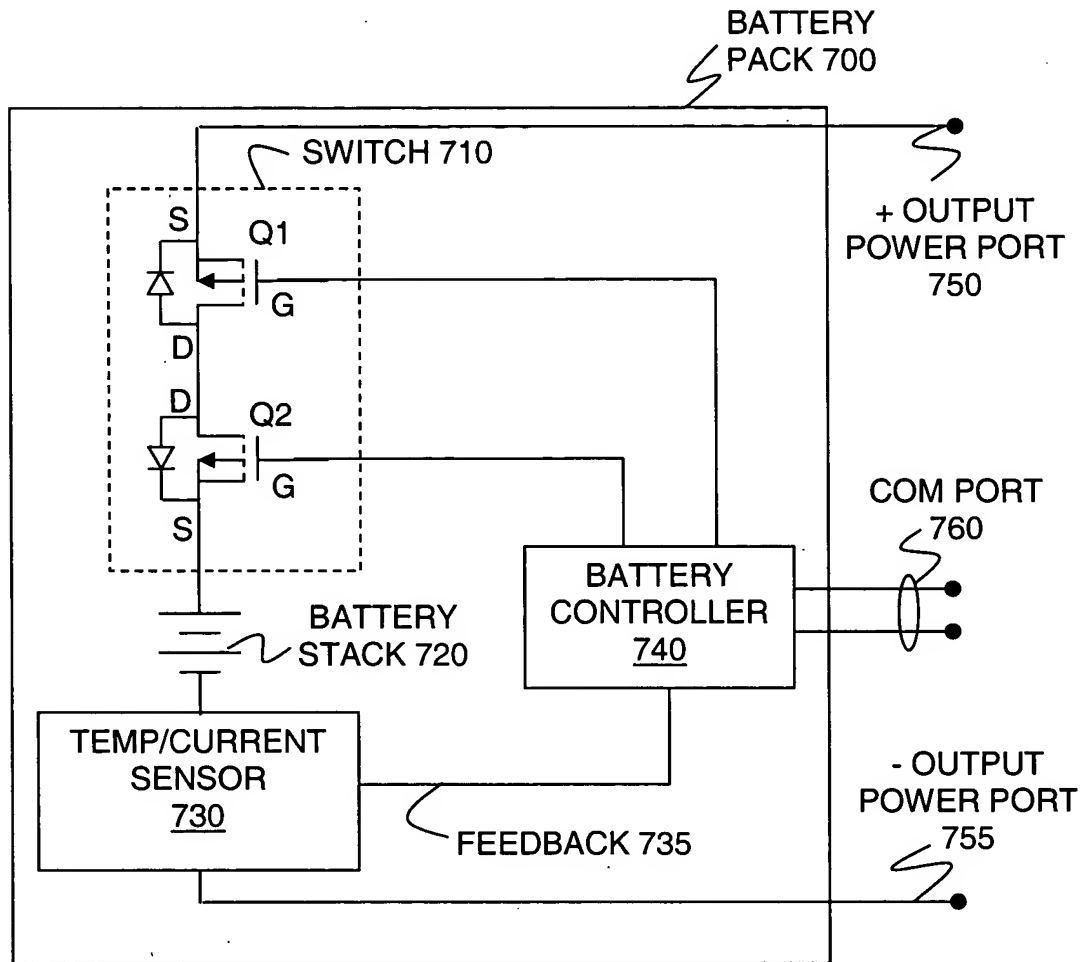 BATTERY
PACK 700
SWITCH 710
S
Q1
G
D
+ OUTPUT
POWER PORT
750
D
Q2
G
S
COM PORT
760
BATTERY
CONTROLLER
740
BATTERY
STACK 720
TEMP/CURRENT
SENSOR
730
FEEDBACK 735
- OUTPUT
POWER PORT
755